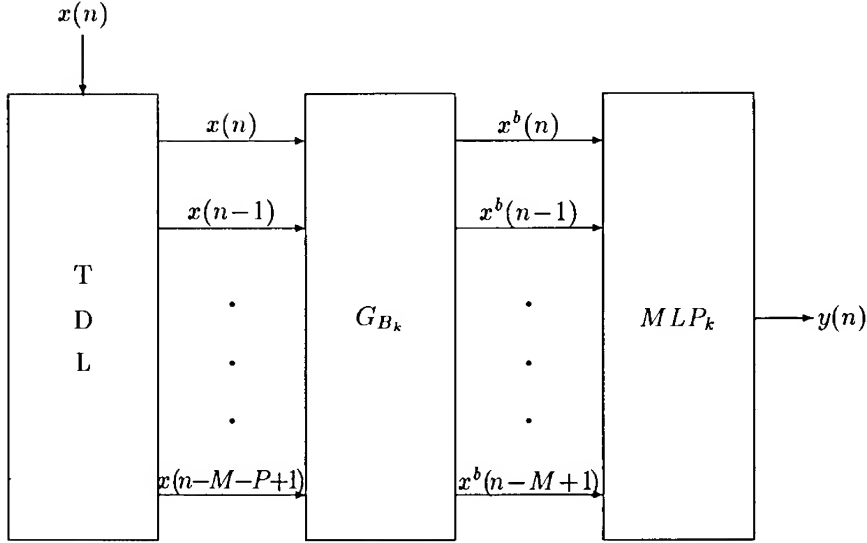 x(n)
x(n) x^b(n)
x(n−1) x^b(n−1)
T
D
L
G_{B_k}
MLP_k
y(n)
x(n−M−P+1) x^b(n−M+1)